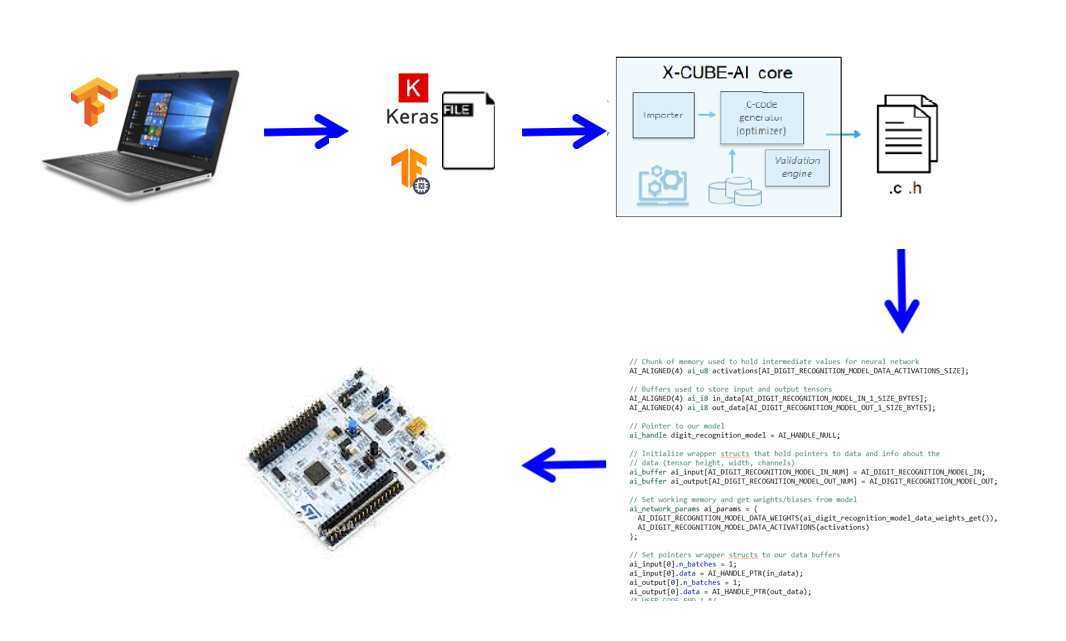 K
Keras
FILE
X-CUBE-AI core
Importer
C-code
generator
(optimizer)
Validation
engine
.c .h
// Chunk of memory used to hold intermediate values for neural network
AI_ALIGNED(4) ai_u8 activations[AI_DIGIT_RECOGNITION_MODEL_DATA_ACTIVATIONS_SIZE];
// Buffers used to store input and output tensors
AI_ALIGNED(4) ai_i8 in_data[AI_DIGIT_RECOGNITION_MODEL_IN_1_SIZE_BYTES];
AI_ALIGNED(4) ai_i8 out_data[AI_DIGIT_RECOGNITION_MODEL_OUT_1_SIZE_BYTES];
// Pointer to our model
ai_handle digit_recognition_model = AI_HANDLE_NULL;
// Initialize wrapper structs that hold pointers to data and info about the
// data (tensor height, width, channels)
ai_buffer ai_input[AI_DIGIT_RECOGNITION_MODEL_IN_NUM] = AI_DIGIT_RECOGNITION_MODEL_IN;
ai_buffer ai_output[AI_DIGIT_RECOGNITION_MODEL_OUT_NUM] = AI_DIGIT_RECOGNITION_MODEL_OUT;
// Set working memory and get weights/biases from model
ai_network_params ai_params = {
AI_DIGIT_RECOGNITION_MODEL_DATA_WEIGHTS(ai_digit_recognition_model_data_weights_get()),
AI_DIGIT_RECOGNITION_MODEL_DATA_ACTIVATIONS(activations)
};
// Set pointers wrapper structs to our data buffers
ai_input[0].n_batches = 1;
ai_input[0].data = AI_HANDLE_PTR(in_data);
ai_output[0].n_batches = 1;
ai_output[0].data = AI_HANDLE_PTR(out_data);
/* USER CODE END 1 */